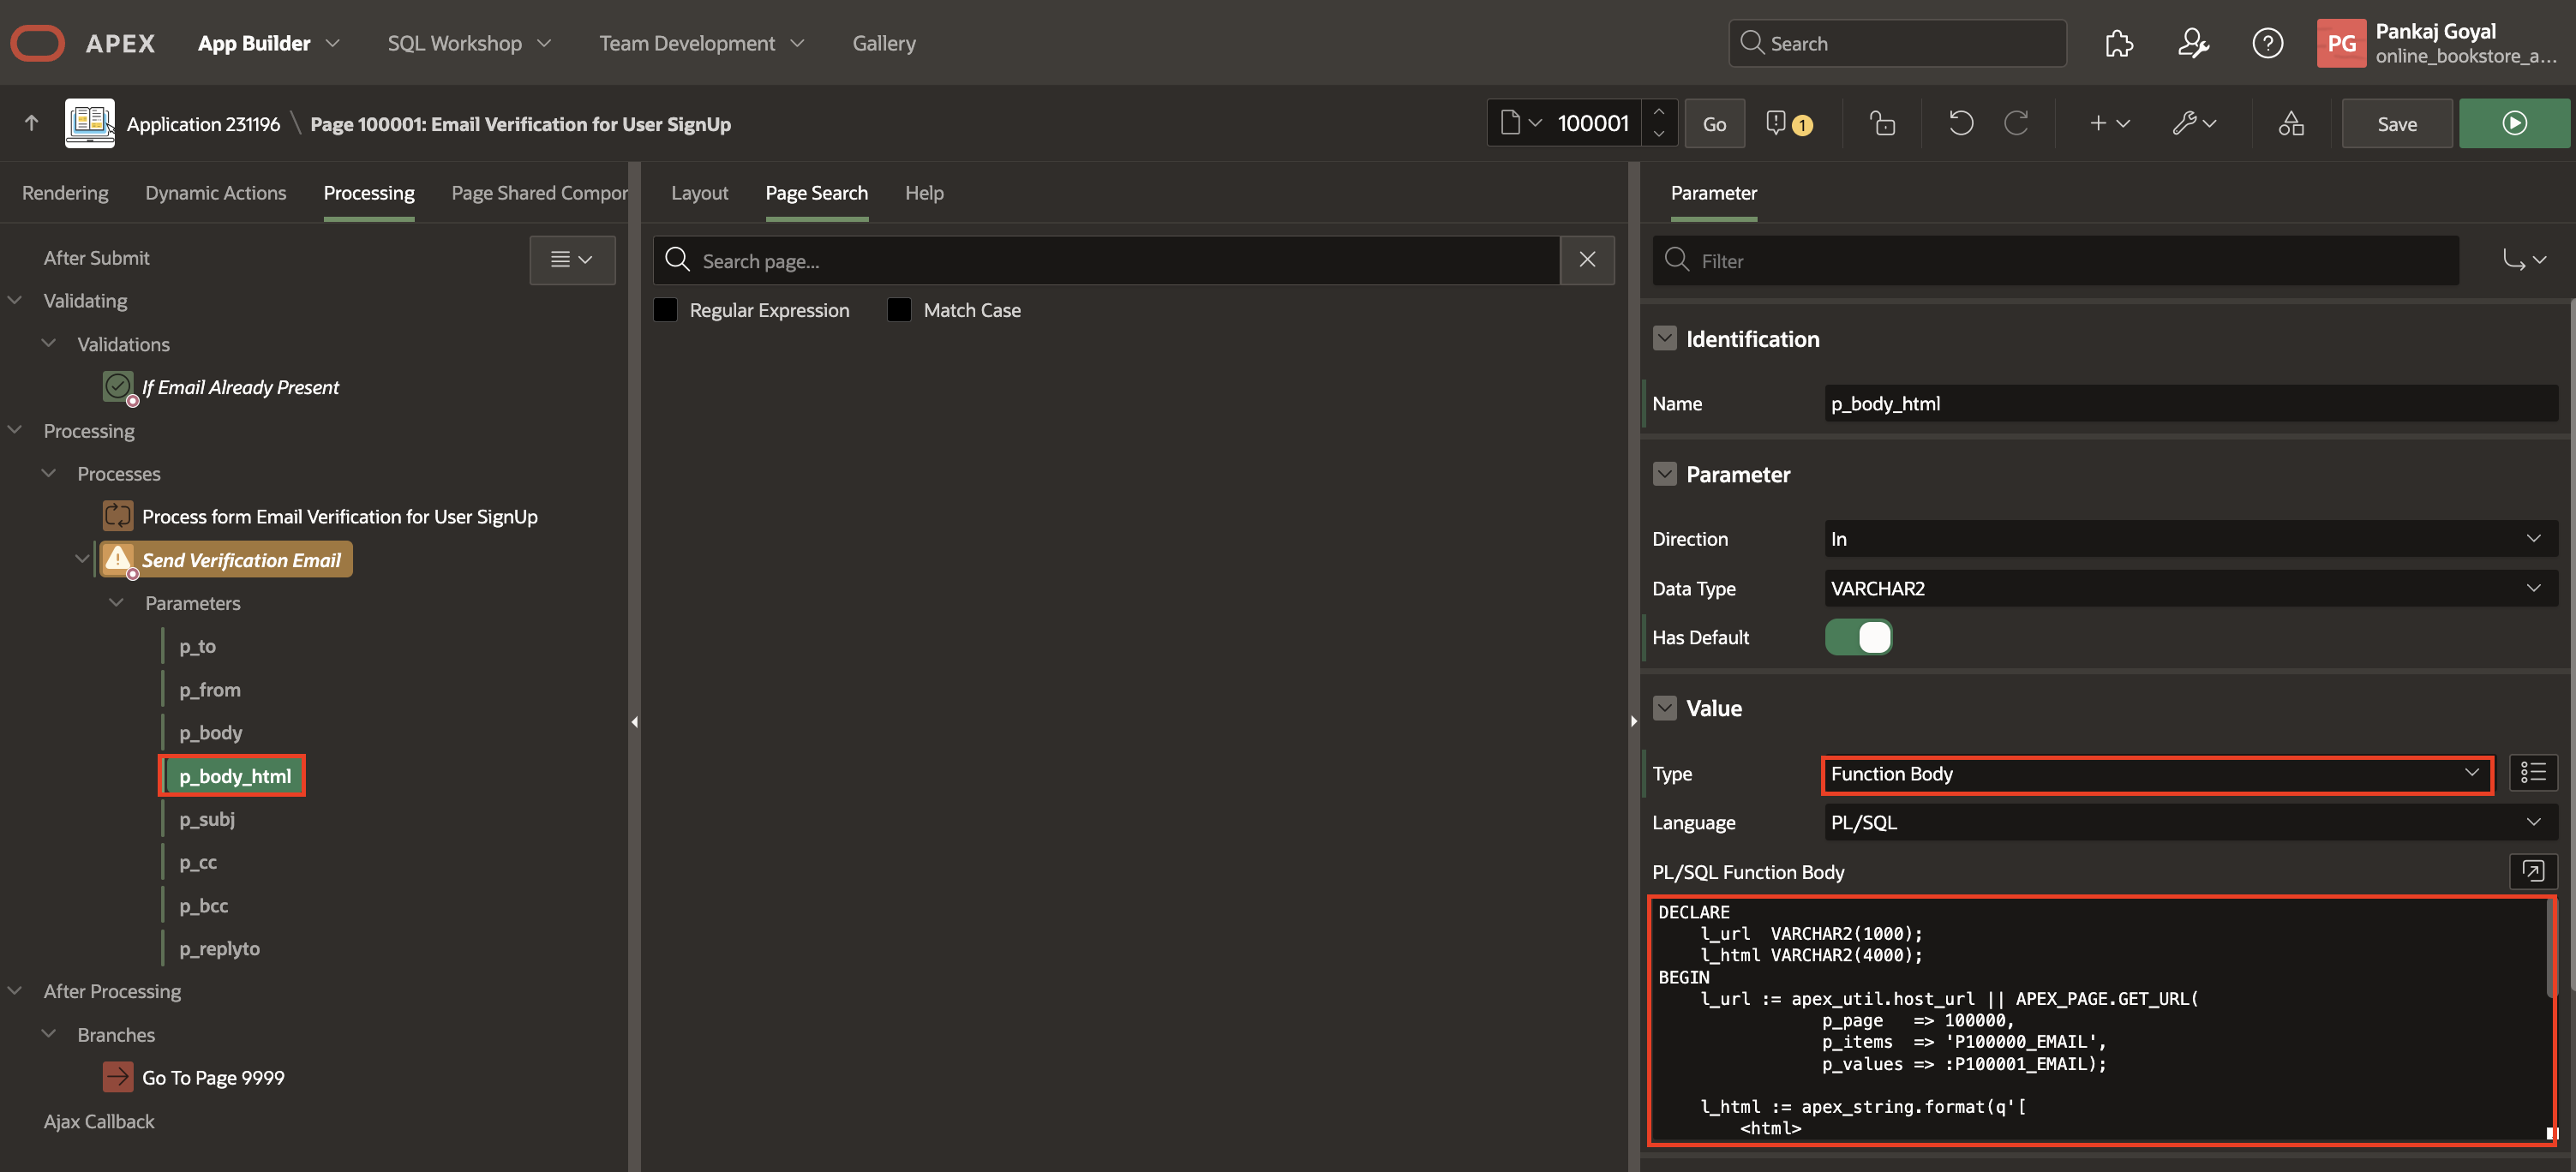 APEX App Builder SQL Workshop Team Development Gallery Search PG Pankaj Goyal
online_bookstore_a...
Application 231196 \ Page 100001: Email Verification for User SignUp 100001 Go 1 Save
Rendering Dynamic Actions Processing Page Shared Compor
After Submit
Validating
Validations
If Email Already Present
Processing
Processes
Process form Email Verification for User SignUp
Send Verification Email
Parameters
p_to
p_from
p_body
p_body_html
p_subj
p_cc
p_bcc
p_replyto
After Processing
Branches
Go To Page 9999
Ajax Callback
Layout Page Search Help
Search page...
Regular Expression Match Case
Parameter
Filter
Identification
Name p_body_html
Parameter
Direction In
Data Type VARCHAR2
Has Default
Value
Type Function Body
Language PL/SQL
PL/SQL Function Body
DECLARE
l_url VARCHAR2(1000);
l_html VARCHAR2(4000);
BEGIN
l_url := apex_util.host_url || APEX_PAGE.GET_URL(
p_page => 100000,
p_items => 'P100000_EMAIL',
p_values => :P100001_EMAIL);
l_html := apex_string.format(q'[
<html>